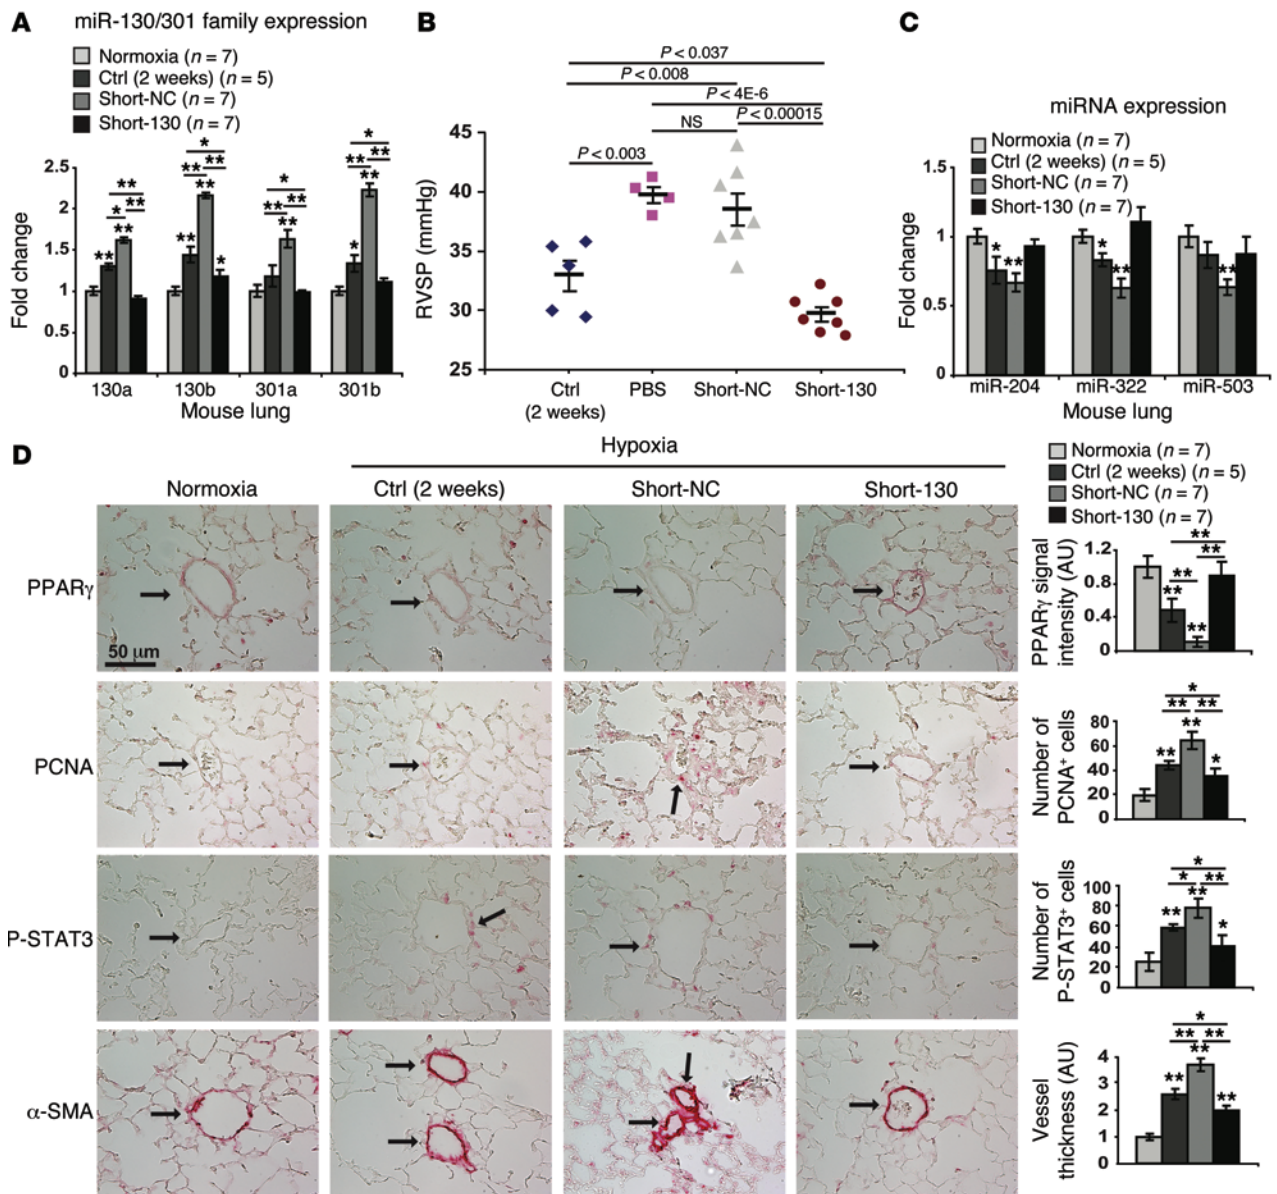 A
miR-130/301 family expression
Normoxia (n = 7)
Ctrl (2 weeks) (n = 5)
Short-NC (n = 7)
Short-130 (n = 7)
Fold change
2.5
2
1.5
1
0.5
0
** * ** ** **
** ** * ** ** **
** * ** **
* ** * ** **
130a 130b 301a 301b
Mouse lung
B
P < 0.037
P < 0.008
P < 4E-6
NS
P < 0.00015
P < 0.003
RVSP (mmHg)
45
40
35
30
25
Ctrl
(2 weeks)
PBS
Short-NC
Short-130
C
miRNA expression
Normoxia (n = 7)
Ctrl (2 weeks) (n = 5)
Short-NC (n = 7)
Short-130 (n = 7)
Fold change
1.5
1
0.5
0
* **
* **
**
miR-204 miR-322 miR-503
Mouse lung
D
Hypoxia
Normoxia Ctrl (2 weeks) Short-NC Short-130
PPARγ
50 μm
PCNA
P-STAT3
α-SMA
Normoxia (n = 7)
Ctrl (2 weeks) (n = 5)
Short-NC (n = 7)
Short-130 (n = 7)
PPARγ signal
intensity (AU)
1.2
0.8
0.4
0
**
**
**
**
**
Number of
PCNA+ cells
80
60
40
20
0
*
** **
**
**
*
Number of
P-STAT3+ cells
100
80
60
40
20
0
*
* **
**
**
*
Vessel
thickness (AU)
4
3
2
1
0
*
** **
**
**
**